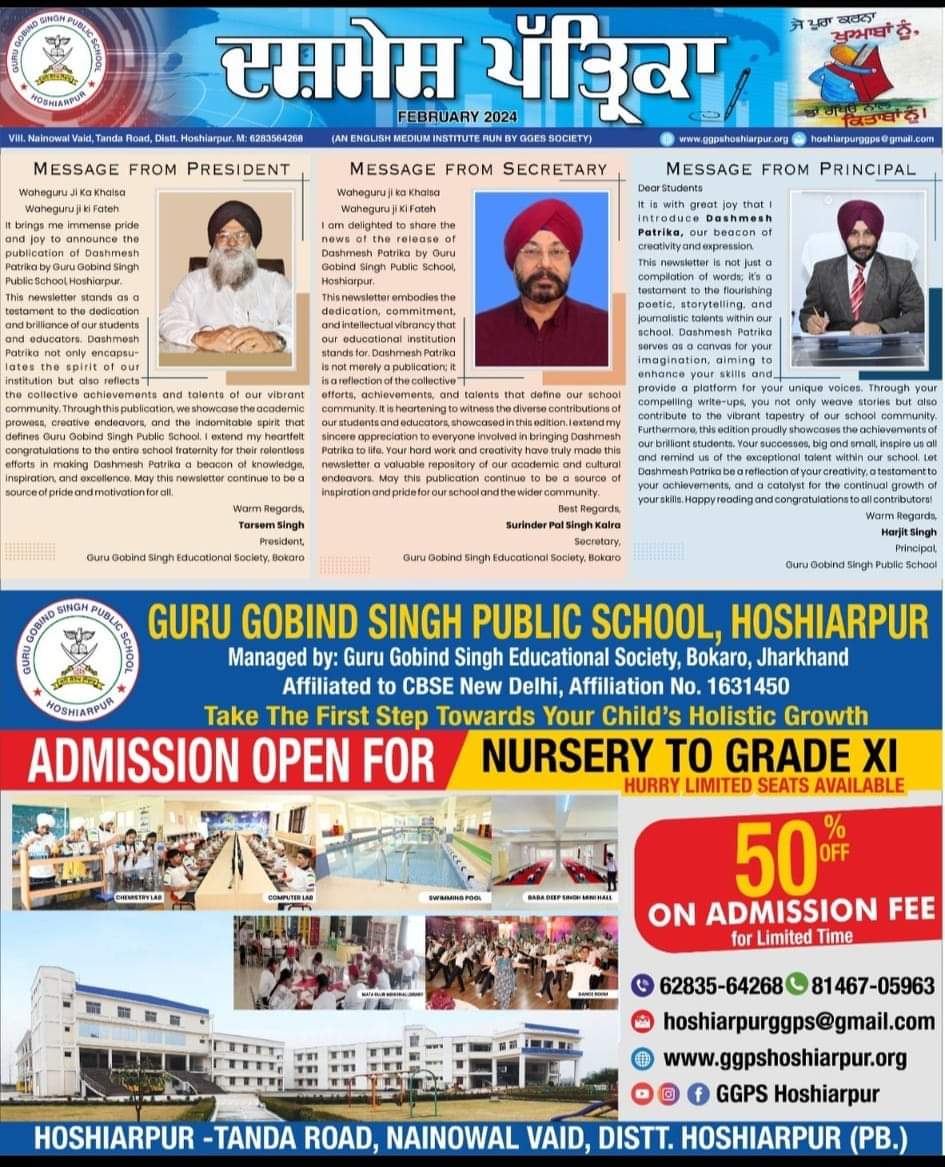 GURU GOBIND SINGH PUBLIC SCHOOL
HOSHIARPUR
ਦਸ਼ਮੇਸ਼ ਪੱਤ੍ਰਿਕਾ
FEBRUARY 2024
ਜੇ ਪੂਰਾ ਕਰਨਾ
ਖੁਆਬਾਂ ਨੂੰ,
ਕਿਤਾਬਾਂ ਨੂੰ।
Vill. Nainowal Vaid, Tanda Road, Distt. Hoshiarpur. M: 6283564268
(AN ENGLISH MEDIUM INSTITUTE RUN BY GGES SOCIETY)
www.ggpshoshiarpur.org
hoshiarpurggps@gmail.com
MESSAGE FROM PRESIDENT
Waheguru Ji Ka Khalsa
Waheguru ji ki Fateh
It brings me immense pride
and joy to announce the
publication of Dashmesh
Patrika by Guru Gobind Singh
Public School, Hoshiarpur.
This newsletter stands as a
testament to the dedication
and brilliance of our students
and educators. Dashmesh
Patrika not only encapsu-
lates the spirit of our
institution but also reflects
the collective achievements and talents of our vibrant
community. Through this publication, we showcase the academic
prowess, creative endeavors, and the indomitable spirit that
defines Guru Gobind Singh Public School. I extend my heartfelt
congratulations to the entire school fraternity for their relentless
efforts in making Dashmesh Patrika a beacon of knowledge,
inspiration, and excellence. May this newsletter continue to be a
source of pride and motivation for all.
Warm Regards,
Tarsem Singh
President,
Guru Gobind Singh Educational Society, Bokaro
MESSAGE FROM SECRETARY
Waheguru ji ka Khalsa
Waheguru ji Ki Fateh
I am delighted to share the
news of the release of
Dashmesh Patrika by Guru
Gobind Singh Public School,
Hoshiarpur.
This newsletter embodies the
dedication, commitment,
and intellectual vibrancy that
our educational institution
stands for. Dashmesh Patrika
is not merely a publication; it
is a reflection of the collective
efforts, achievements, and talents that define our school
community. It is heartening to witness the diverse contributions of
our students and educators, showcased in this edition. I extend my
sincere appreciation to everyone involved in bringing Dashmesh
Patrika to life. Your hard work and creativity have truly made this
newsletter a valuable repository of our academic and cultural
endeavors. May this publication continue to be a source of
inspiration and pride for our school and the wider community.
Best Regards,
Surinder Pal Singh Kalra
Secretary,
Guru Gobind Singh Educational Society, Bokaro
MESSAGE FROM PRINCIPAL
Dear Students
It is with great joy that I
introduce Dashmesh
Patrika, our beacon of
creativity and expression.
This newsletter is not just a
compilation of words; it's a
testament to the flourishing
poetic, storytelling, and
journalistic talents within our
school. Dashmesh Patrika
serves as a canvas for your
imagination, aiming to
enhance your skills and
provide a platform for your unique voices. Through your
compelling write-ups, you not only weave stories but also
contribute to the vibrant tapestry of our school community.
Furthermore, this edition proudly showcases the achievements of
our brilliant students. Your successes, big and small, inspire us all
and remind us of the exceptional talent within our school. Let
Dashmesh Patrika be a reflection of your creativity, a testament to
your achievements, and a catalyst for the continual growth of
your skills. Happy reading and congratulations to all contributors!
Warm Regards,
Harjit Singh
Principal,
Guru Gobind Singh Public School
GURU GOBIND SINGH PUBLIC SCHOOL
HOSHIARPUR
GURU GOBIND SINGH PUBLIC SCHOOL, HOSHIARPUR
Managed by: Guru Gobind Singh Educational Society, Bokaro, Jharkhand
Affiliated to CBSE New Delhi, Affiliation No. 1631450
Take The First Step Towards Your Child's Holistic Growth
ADMISSION OPEN FOR
NURSERY TO GRADE XI
HURRY LIMITED SEATS AVAILABLE
CHEMISTRY LAB
COMPUTER LAB
SWIMMING POOL
BABA DEEP SINGH MINI HALL
MATA GUJRI MEMORIAL LIBRARY
DANCE ROOM
50% OFF
ON ADMISSION FEE
for Limited Time
62835-64268 81467-05963
hoshiarpurggps@gmail.com
www.ggpshoshiarpur.org
GGPS Hoshiarpur
HOSHIARPUR -TANDA ROAD, NAINOWAL VAID, DISTT. HOSHIARPUR (PB.)